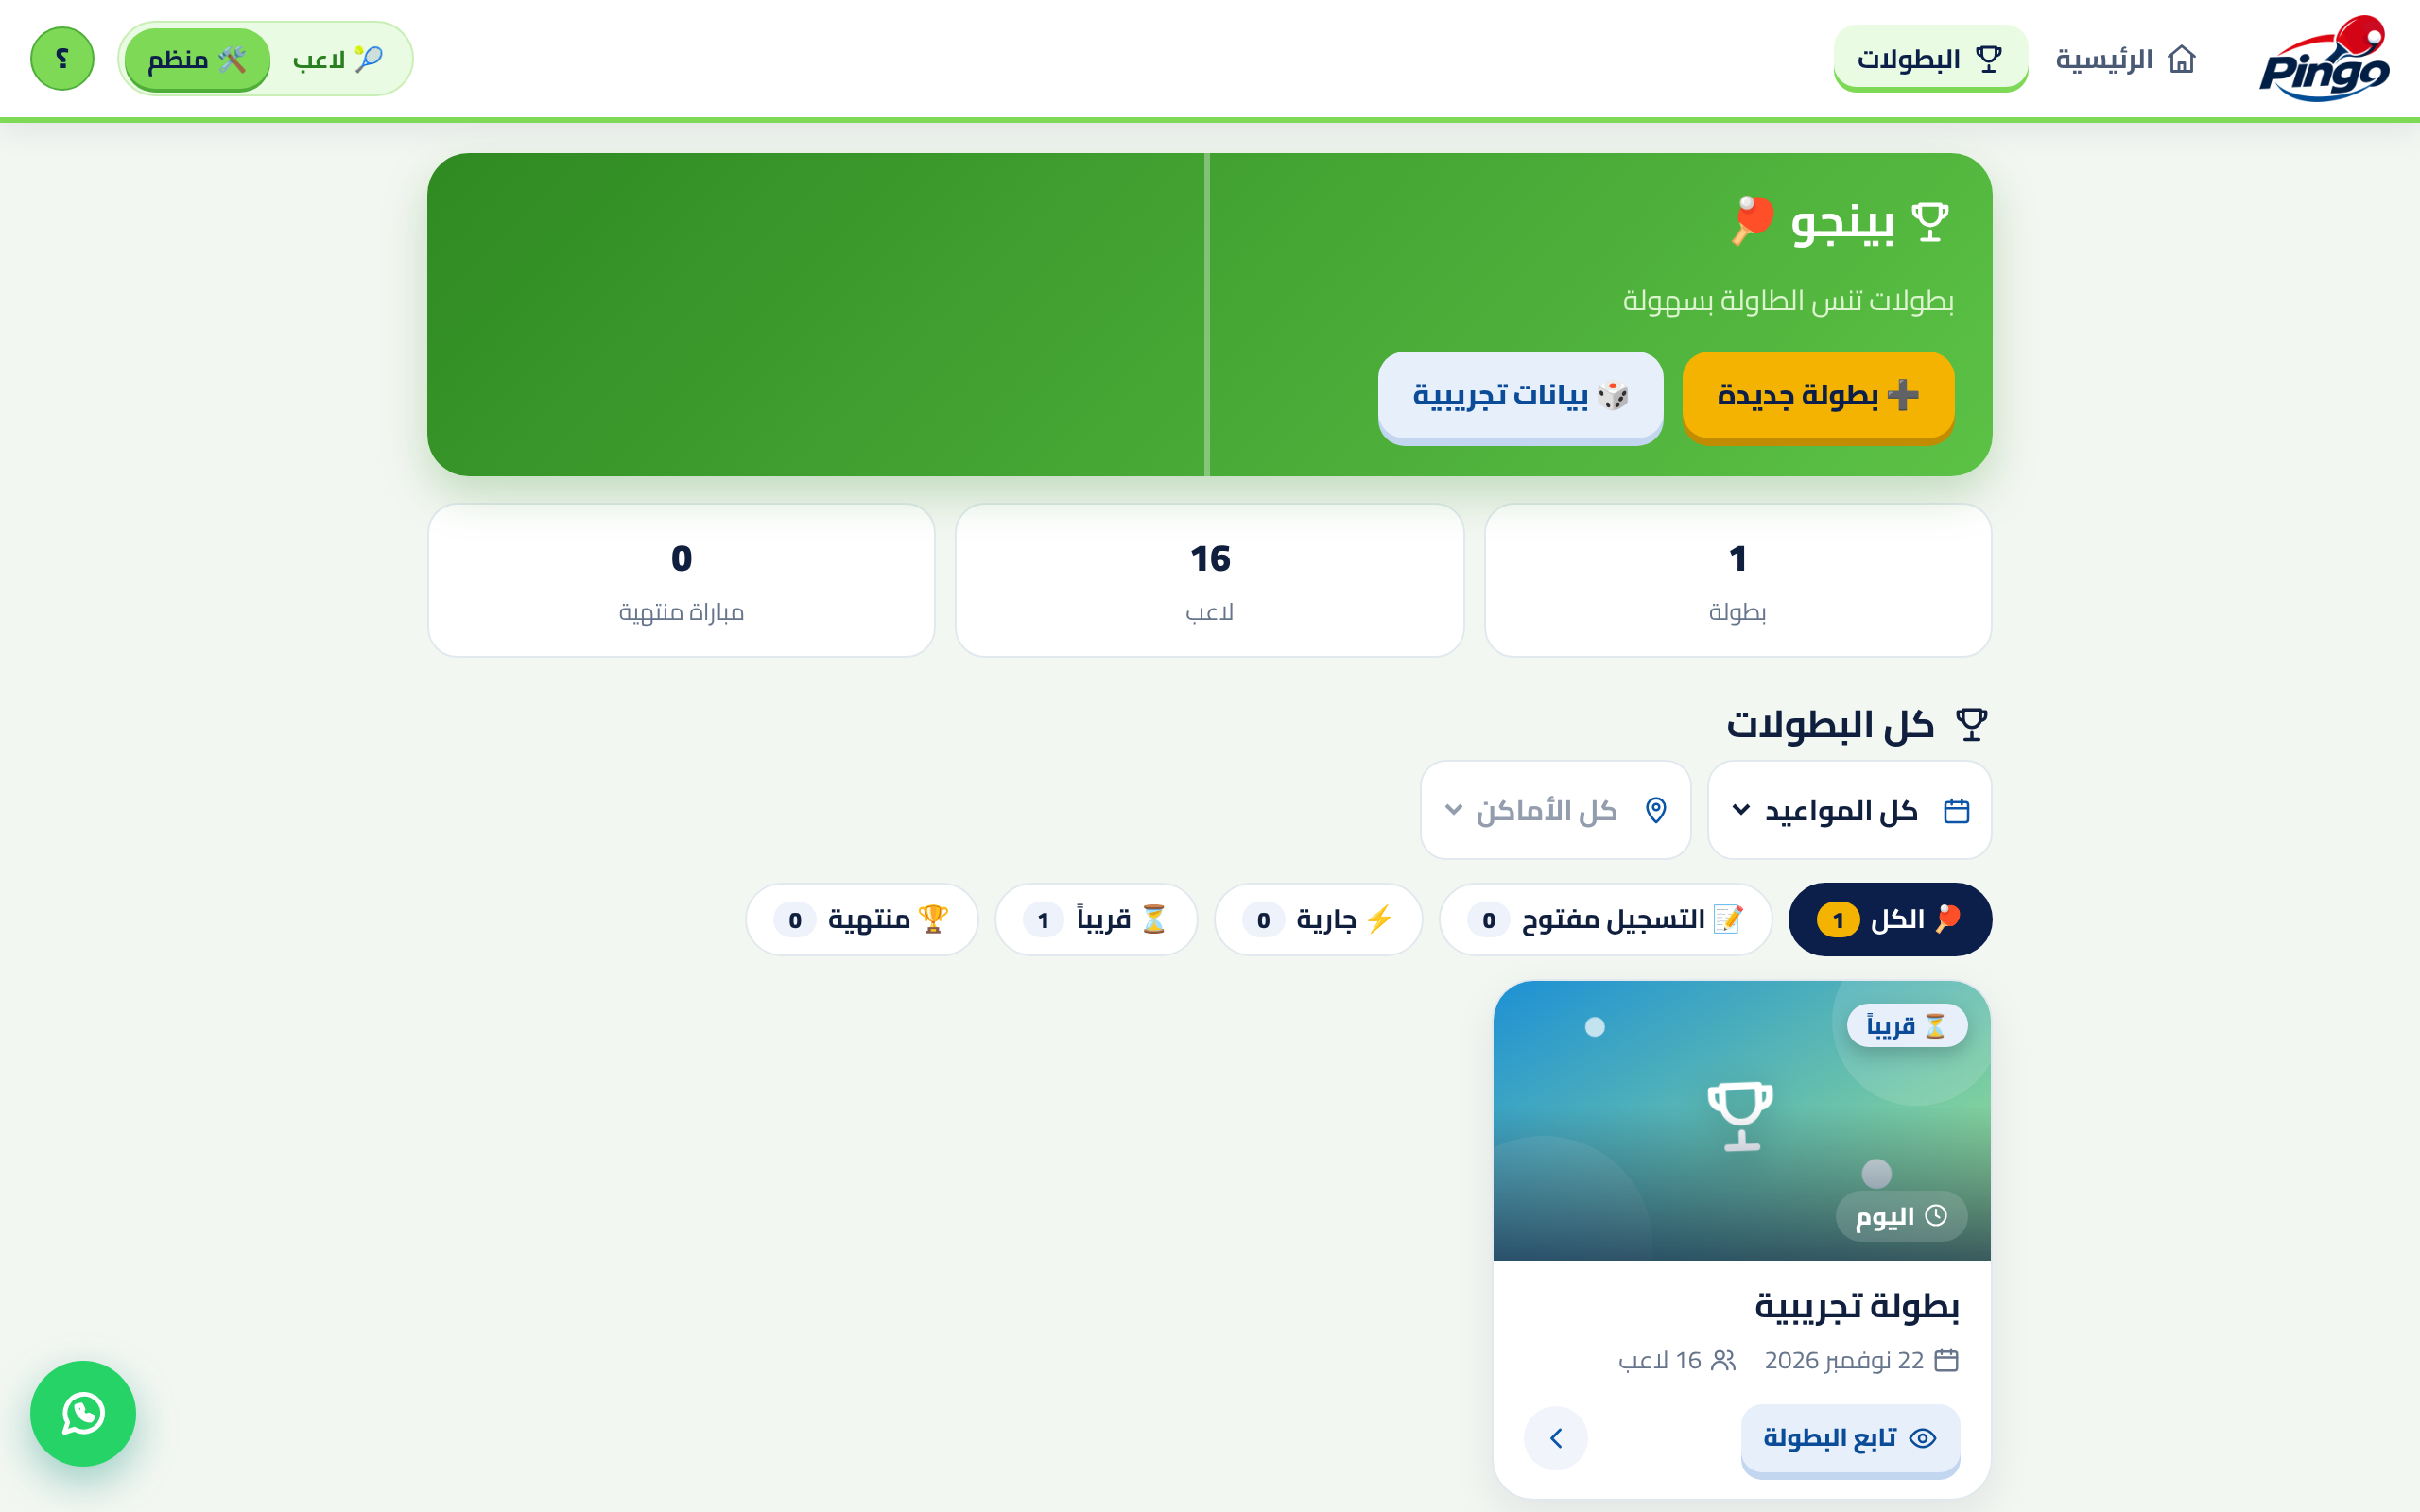 Pingo
الرئيسية
البطولات
لاعب
منظم
؟
بينجو
بطولات تنس الطاولة بسهولة
بطولة جديدة
بيانات تجريبية
1
بطولة
16
لاعب
0
مباراة منتهية
كل البطولات
كل المواعيد
كل الأماكن
الكل 1
التسجيل مفتوح 0
جارية 0
قريباً 1
منتهية 0
قريباً
اليوم
بطولة تجريبية
22 نوفمبر 2026
16 لاعب
تابع البطولة